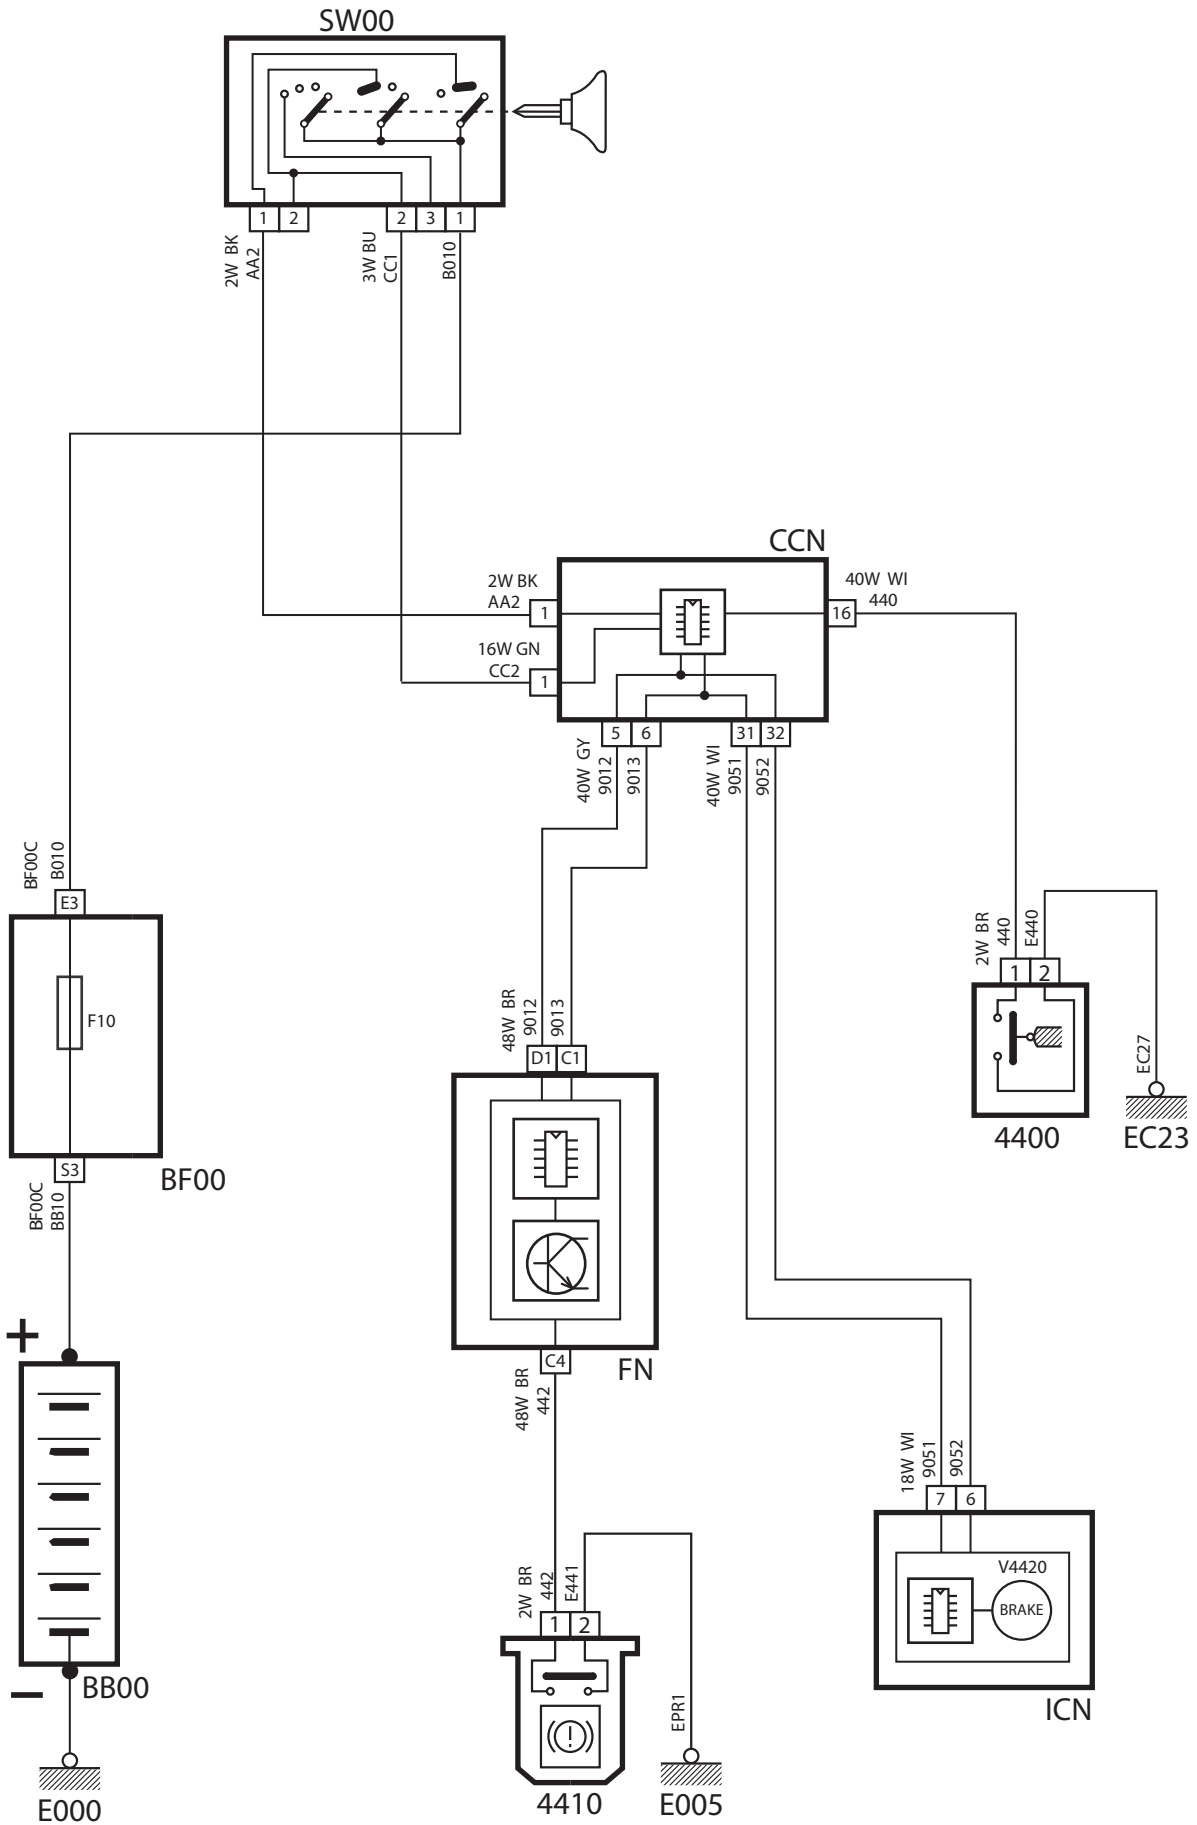 SW00
1 2
2 3 1
2W BK
AA2
3W BU
CC1
B010
CCN
2W BK
AA2
1
16W GN
CC2
1
40W WI
440
16
5 6
31 32
40W GY
9012
9013
40W WI
9051
9052
BF00C
B010
E3
F10
S3
BF00
BF00C
BB10
2W BR
440
E440
1 2
4400
EC27
EC23
48W BR
9012
9013
D1 C1
C4
FN
48W BR
442
+
BB00
−
E000
18W WI
9051
9052
7 6
V4420
BRAKE
ICN
2W BR
442
E441
1 2
!
4410
EPR1
E005